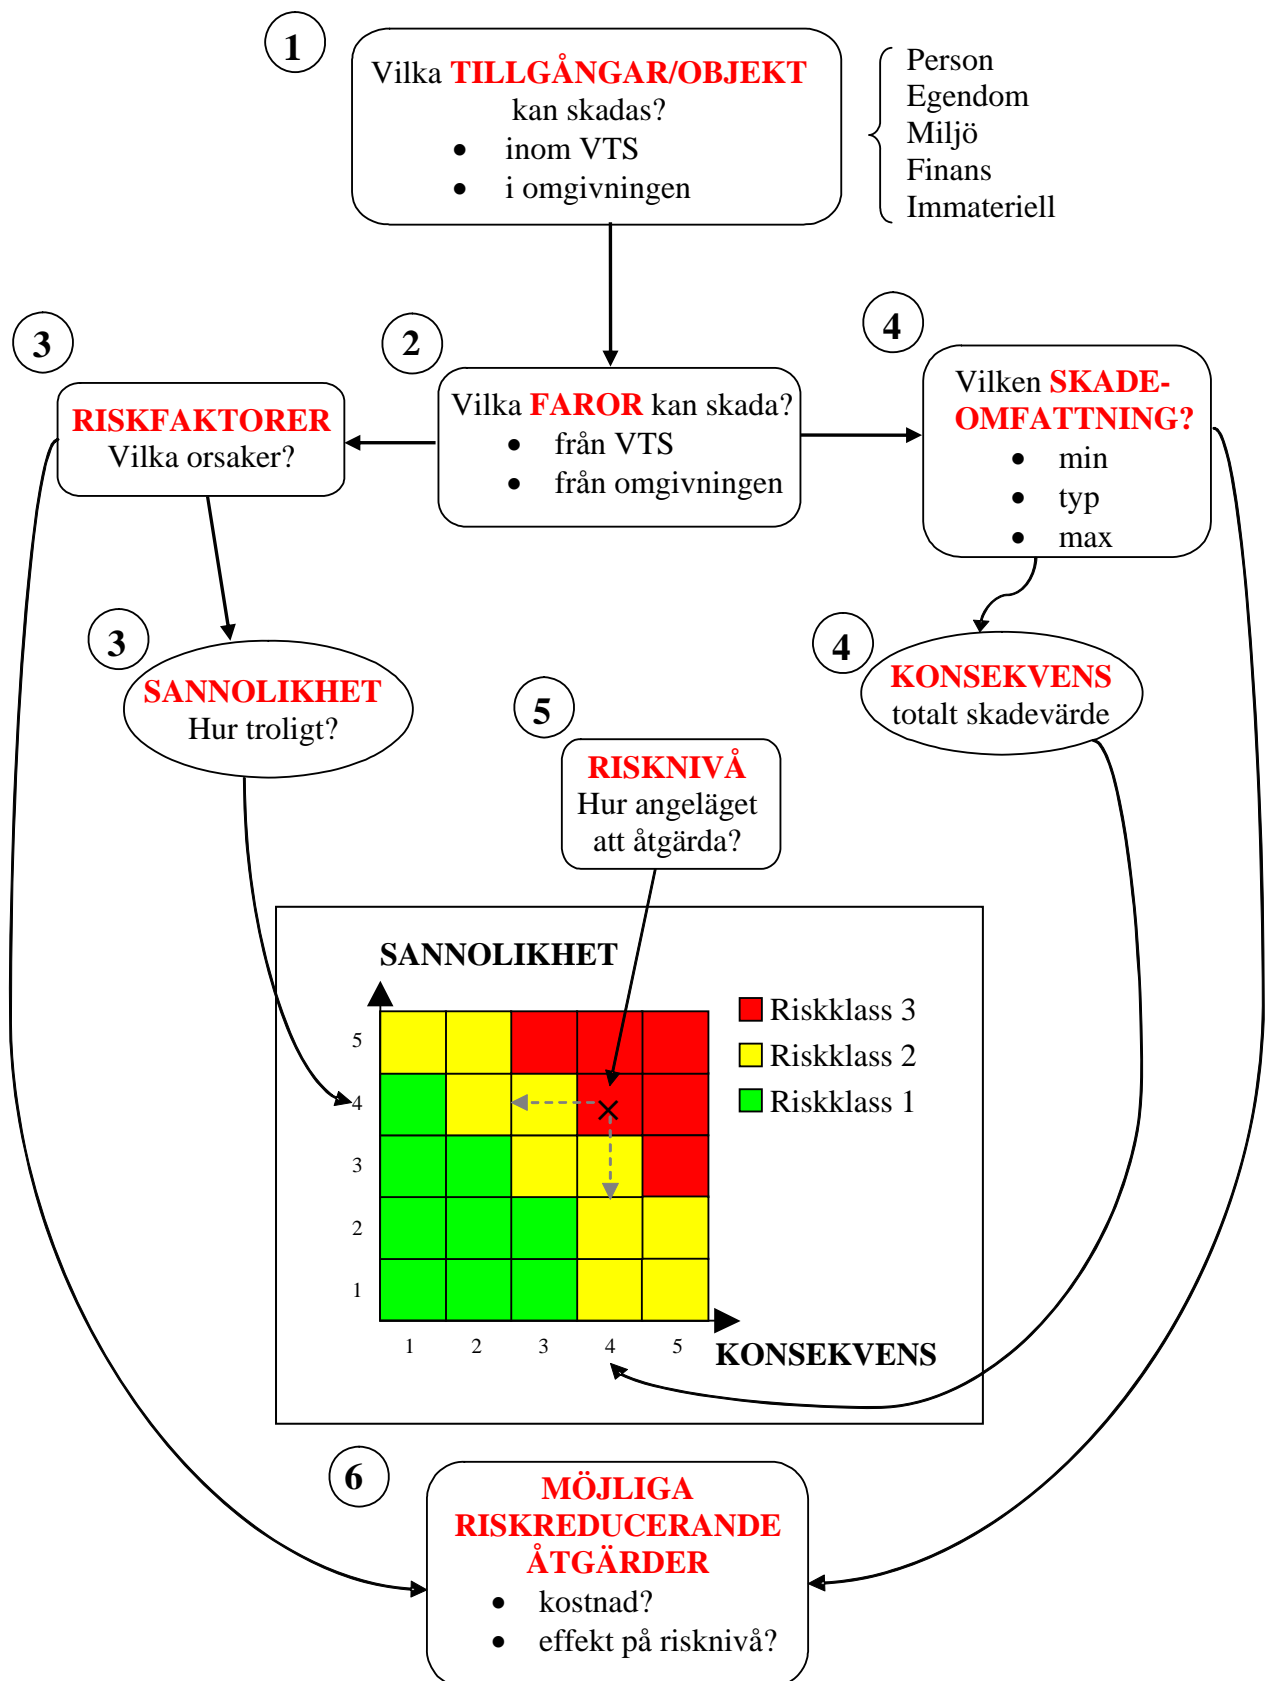 1
Vilka TILLGÅNGAR/OBJEKT
kan skadas?
• inom VTS
• i omgivningen
Person
Egendom
Miljö
Finans
Immateriell
3
RISKFAKTORER
Vilka orsaker?
2
Vilka FAROR kan skada?
• från VTS
• från omgivningen
4
Vilken SKADE-
OMFATTNING?
• min
• typ
• max
3
SANNOLIKHET
Hur troligt?
4
KONSEKVENS
totalt skadevärde
5
RISKNIVÅ
Hur angeläget
att åtgärda?
SANNOLIKHET
5
4
3
2
1
1 2 3 4 5
KONSEKVENS
Riskklass 3
Riskklass 2
Riskklass 1
6
MÖJLIGA
RISKREDUCERANDE
ÅTGÄRDER
• kostnad?
• effekt på risknivå?